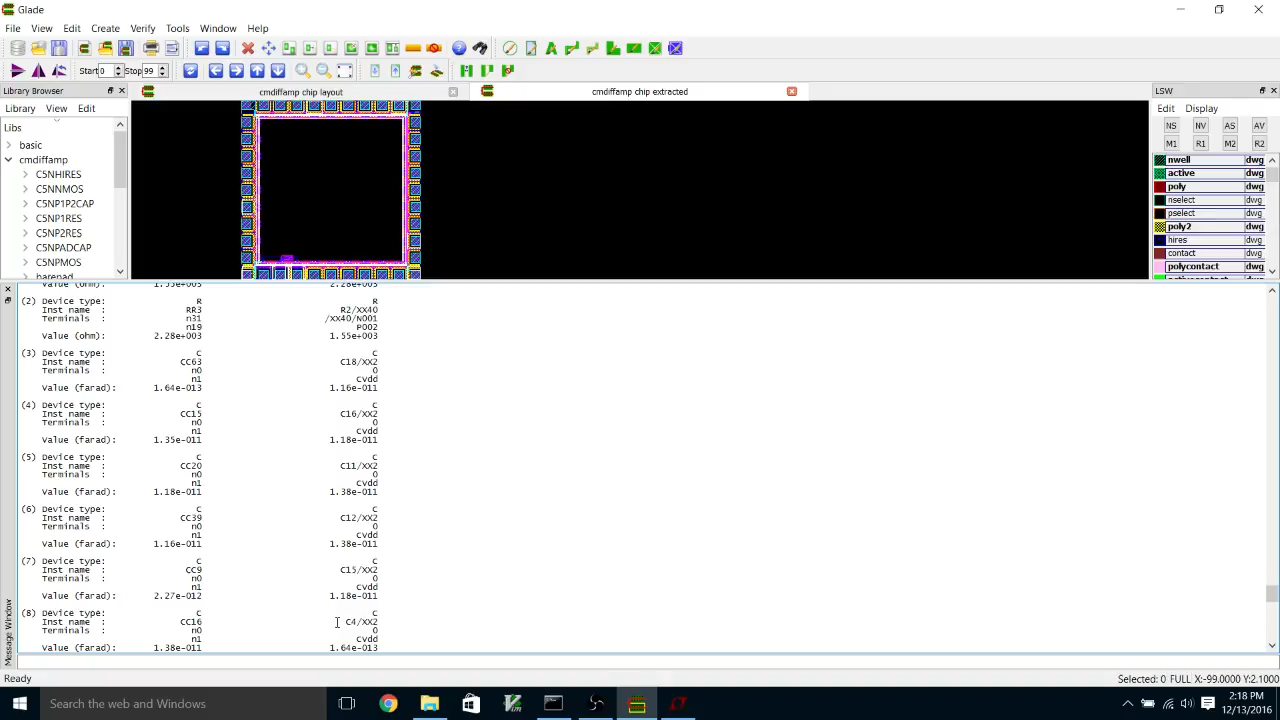 Glade
File View Edit Create Verify Tools Window Help
Start 0 Stop 99
Library Browser
cmdiffamp chip layout
cmdiffamp chip extracted
LSW
Library View Edit
Edit Display
Libs
basic
cmdiffamp
C5NHIRES
C5NNMOS
C5NP1P2CAP
C5NP1RES
C5NP2RES
C5NPADCAP
C5NPMOS
barepad
NV AS AV
M1 R1 M2 R2
nwell dwg
active dwg
poly dwg
nselect dwg
pselect dwg
poly2 dwg
hires dwg
contact dwg
polycontact dwg
Value (ohm): 1.55e+003 2.28e+003
(2) Device type: R R
Inst name : RR3 R2/XX40
Terminals : n31 /XX40/N001
n19 P002
Value (ohm): 2.28e+003 1.55e+003
(3) Device type: C C
Inst name : CC63 C18/XX2
Terminals : n0 0
n1 CVdd
Value (farad): 1.64e-013 1.16e-011
(4) Device type: C C
Inst name : CC15 C16/XX2
Terminals : n0 0
n1 CVdd
Value (farad): 1.35e-011 1.18e-011
(5) Device type: C C
Inst name : CC20 C11/XX2
Terminals : n0 0
n1 CVdd
Value (farad): 1.18e-011 1.38e-011
(6) Device type: C C
Inst name : CC39 C12/XX2
Terminals : n0 0
n1 CVdd
Value (farad): 1.16e-011 1.38e-011
(7) Device type: C C
Inst name : CC9 C15/XX2
Terminals : n0 0
n1 CVdd
Value (farad): 2.27e-012 1.18e-011
(8) Device type: C C
Inst name : CC16 C4/XX2
Terminals : n0 0
n1 CVdd
Value (farad): 1.38e-011 1.64e-013
Message Window
Ready
Selected: 0 FULL X:-99.0000 Y:2.1000
Search the web and Windows
2:18 PM
12/13/2016